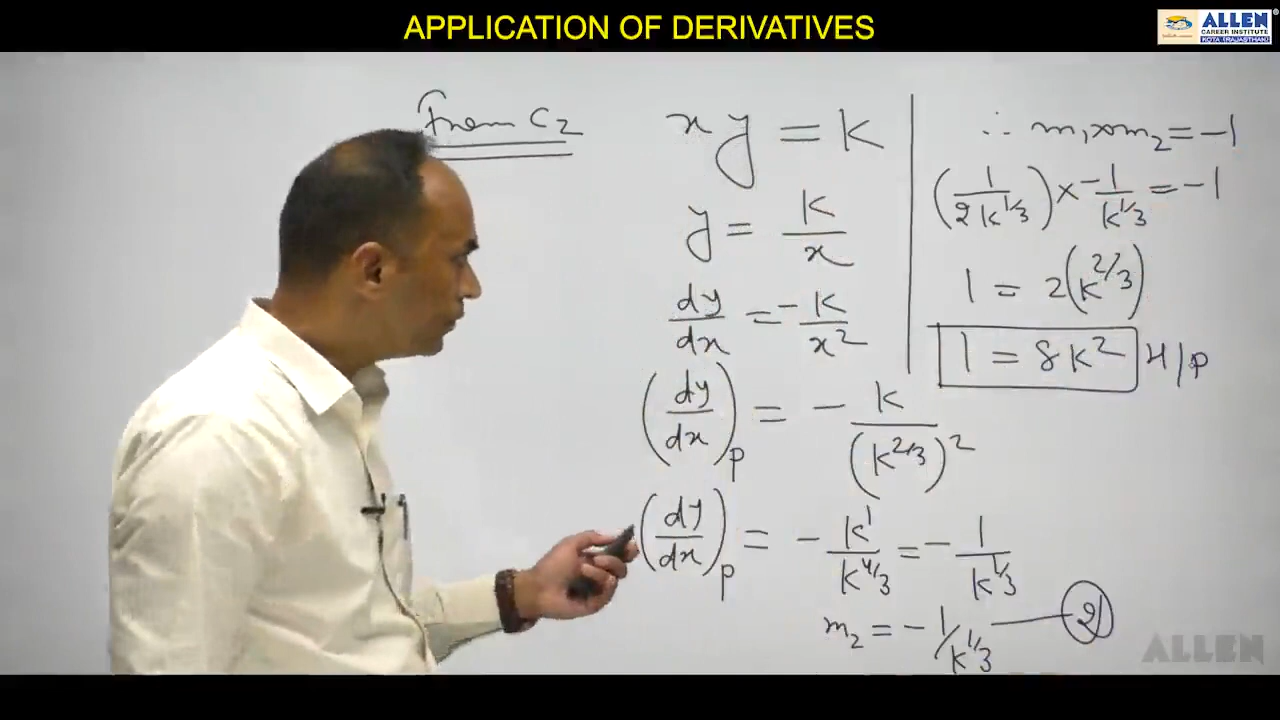 APPLICATION OF DERIVATIVES
ALLEN
CAREER INSTITUTE
KOTA (RAJASTHAN)
From C₂
xy = k
y = k/x
dy/dx = -k/x²
(dy/dx)ₚ = - k/(k^(2/3))²
(dy/dx)ₚ = - k¹/k^(4/3) = - 1/k^(1/3)
m₂ = - 1/k^(1/3) — (2)
∴ m₁ × m₂ = -1
(1/(2k^(1/3))) × -1/k^(1/3) = -1
1 = 2(k^(2/3))
1 = 8k² H/P
ALLEN